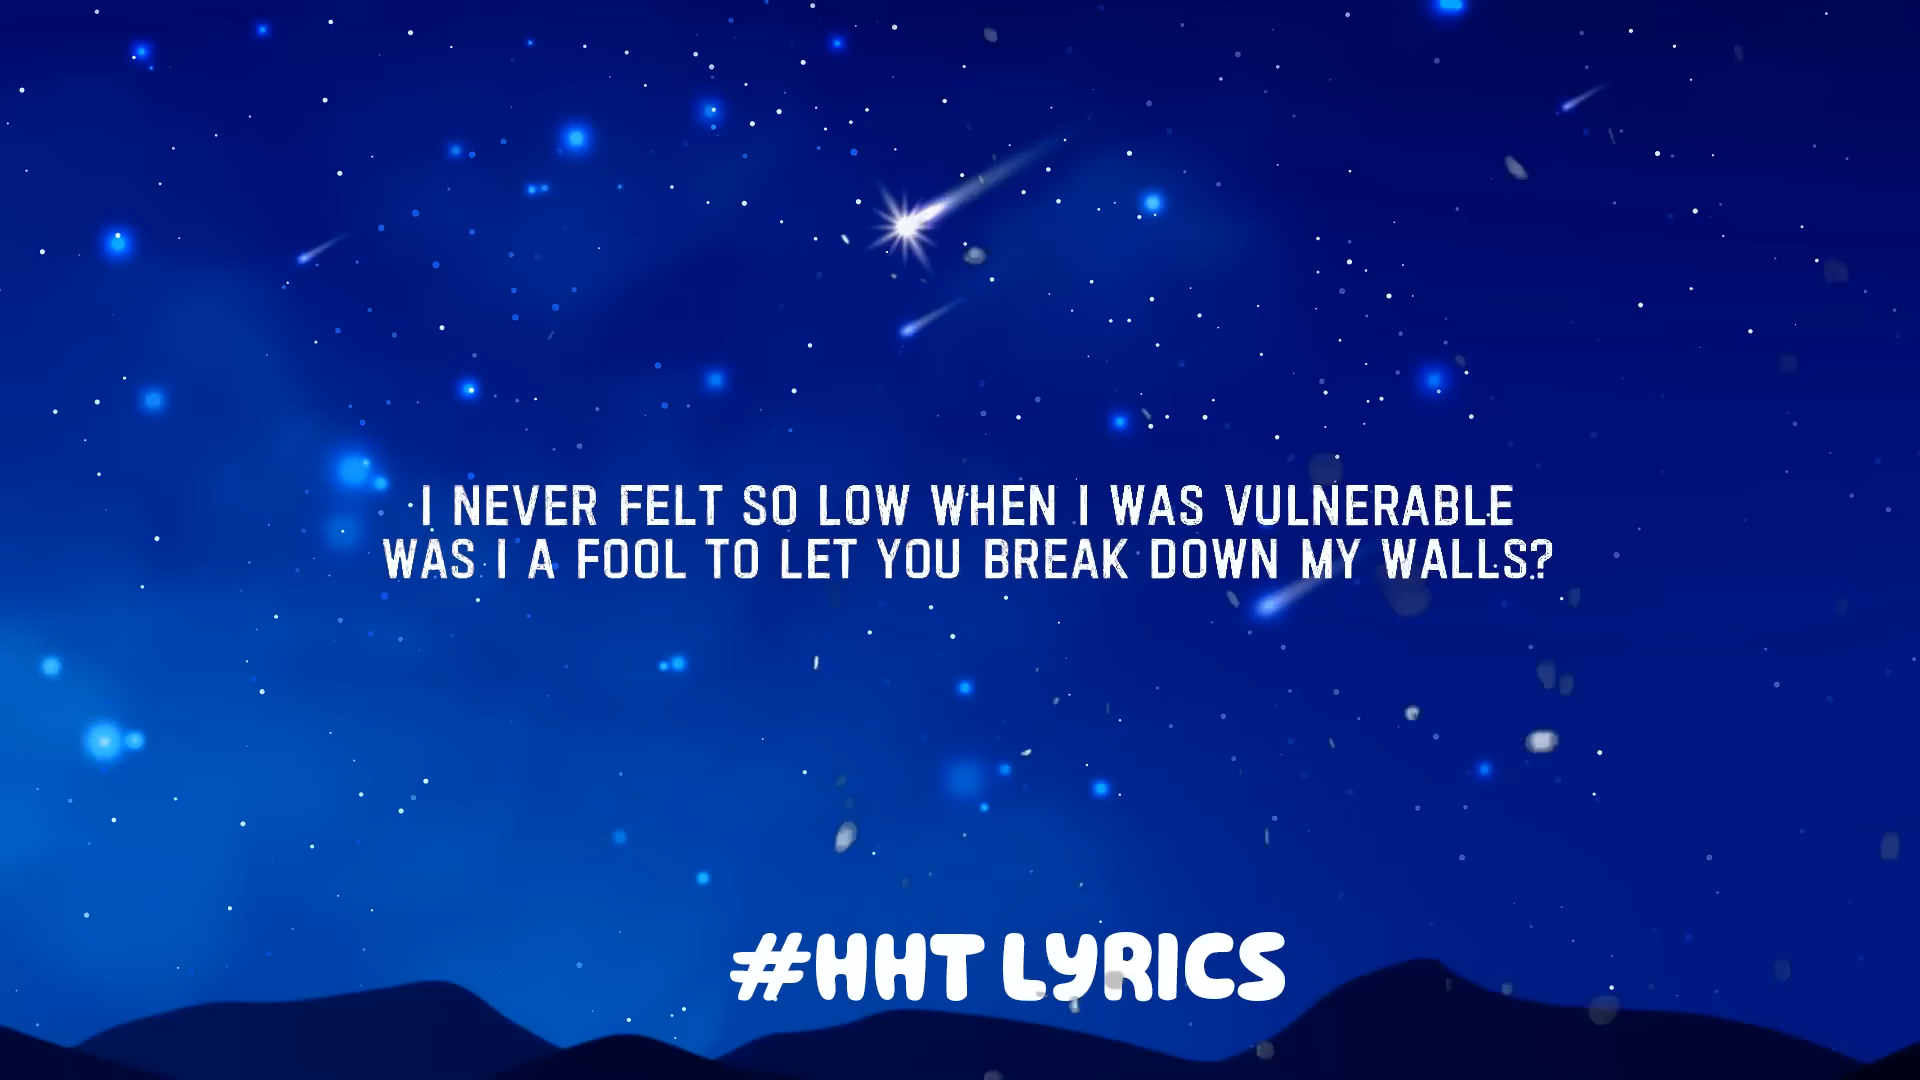 I NEVER FELT SO LOW WHEN I WAS VULNERABLE
WAS I A FOOL TO LET YOU BREAK DOWN MY WALLS?
#HHT LYRICS